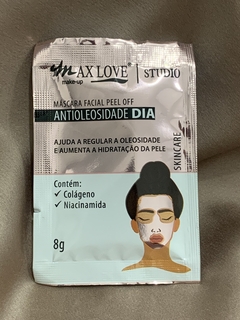 MAX LOVE
make-up
STUDIO
MÁSCARA FACIAL PEEL OFF
ANTIOLEOSIDADE DIA
AJUDA A REGULAR A OLEOSIDADE
E AUMENTA A HIDRATAÇÃO DA PELE
SKINCARE
Contém:
✓ Colágeno
✓ Niacinamida
8g